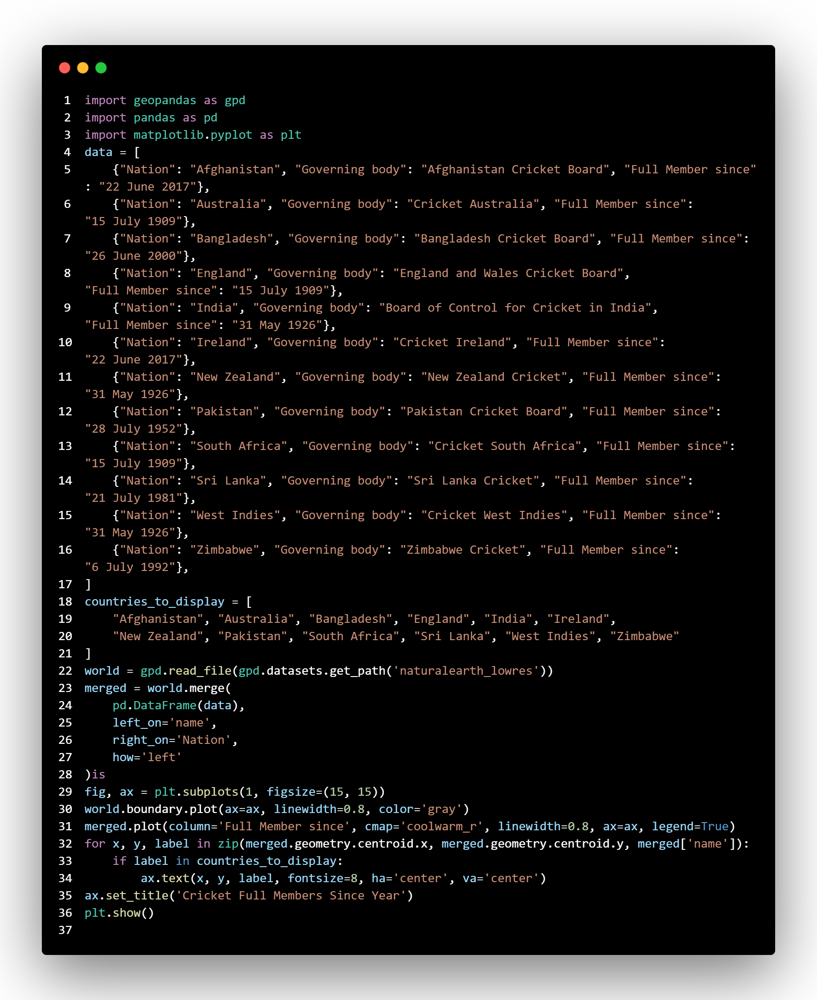 1 import geopandas as gpd
2 import pandas as pd
3 import matplotlib.pyplot as plt
4 data = [
5     {"Nation": "Afghanistan", "Governing body": "Afghanistan Cricket Board", "Full Member since"
: "22 June 2017"},
6     {"Nation": "Australia", "Governing body": "Cricket Australia", "Full Member since":
"15 July 1909"},
7     {"Nation": "Bangladesh", "Governing body": "Bangladesh Cricket Board", "Full Member since":
"26 June 2000"},
8     {"Nation": "England", "Governing body": "England and Wales Cricket Board",
"Full Member since": "15 July 1909"},
9     {"Nation": "India", "Governing body": "Board of Control for Cricket in India",
"Full Member since": "31 May 1926"},
10     {"Nation": "Ireland", "Governing body": "Cricket Ireland", "Full Member since":
"22 June 2017"},
11     {"Nation": "New Zealand", "Governing body": "New Zealand Cricket", "Full Member since":
"31 May 1926"},
12     {"Nation": "Pakistan", "Governing body": "Pakistan Cricket Board", "Full Member since":
"28 July 1952"},
13     {"Nation": "South Africa", "Governing body": "Cricket South Africa", "Full Member since":
"15 July 1909"},
14     {"Nation": "Sri Lanka", "Governing body": "Sri Lanka Cricket", "Full Member since":
"21 July 1981"},
15     {"Nation": "West Indies", "Governing body": "Cricket West Indies", "Full Member since":
"31 May 1926"},
16     {"Nation": "Zimbabwe", "Governing body": "Zimbabwe Cricket", "Full Member since":
"6 July 1992"},
17 ]
18 countries_to_display = [
19     "Afghanistan", "Australia", "Bangladesh", "England", "India", "Ireland",
20     "New Zealand", "Pakistan", "South Africa", "Sri Lanka", "West Indies", "Zimbabwe"
21 ]
22 world = gpd.read_file(gpd.datasets.get_path('naturalearth_lowres'))
23 merged = world.merge(
24     pd.DataFrame(data),
25     left_on='name',
26     right_on='Nation',
27     how='left'
28 )is
29 fig, ax = plt.subplots(1, figsize=(15, 15))
30 world.boundary.plot(ax=ax, linewidth=0.8, color='gray')
31 merged.plot(column='Full Member since', cmap='coolwarm_r', linewidth=0.8, ax=ax, legend=True)
32 for x, y, label in zip(merged.geometry.centroid.x, merged.geometry.centroid.y, merged['name']):
33     if label in countries_to_display:
34         ax.text(x, y, label, fontsize=8, ha='center', va='center')
35 ax.set_title('Cricket Full Members Since Year')
36 plt.show()
37